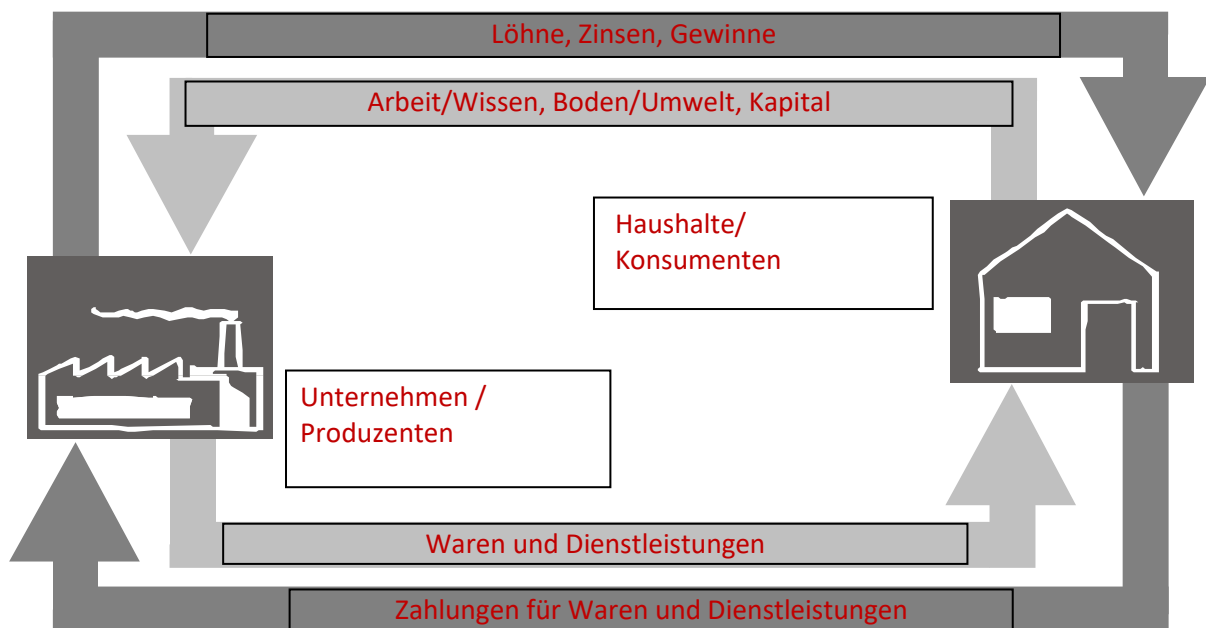 Löhne, Zinsen, Gewinne
Arbeit/Wissen, Boden/Umwelt, Kapital
Haushalte/
Konsumenten
Unternehmen /
Produzenten
Waren und Dienstleistungen
Zahlungen für Waren und Dienstleistungen